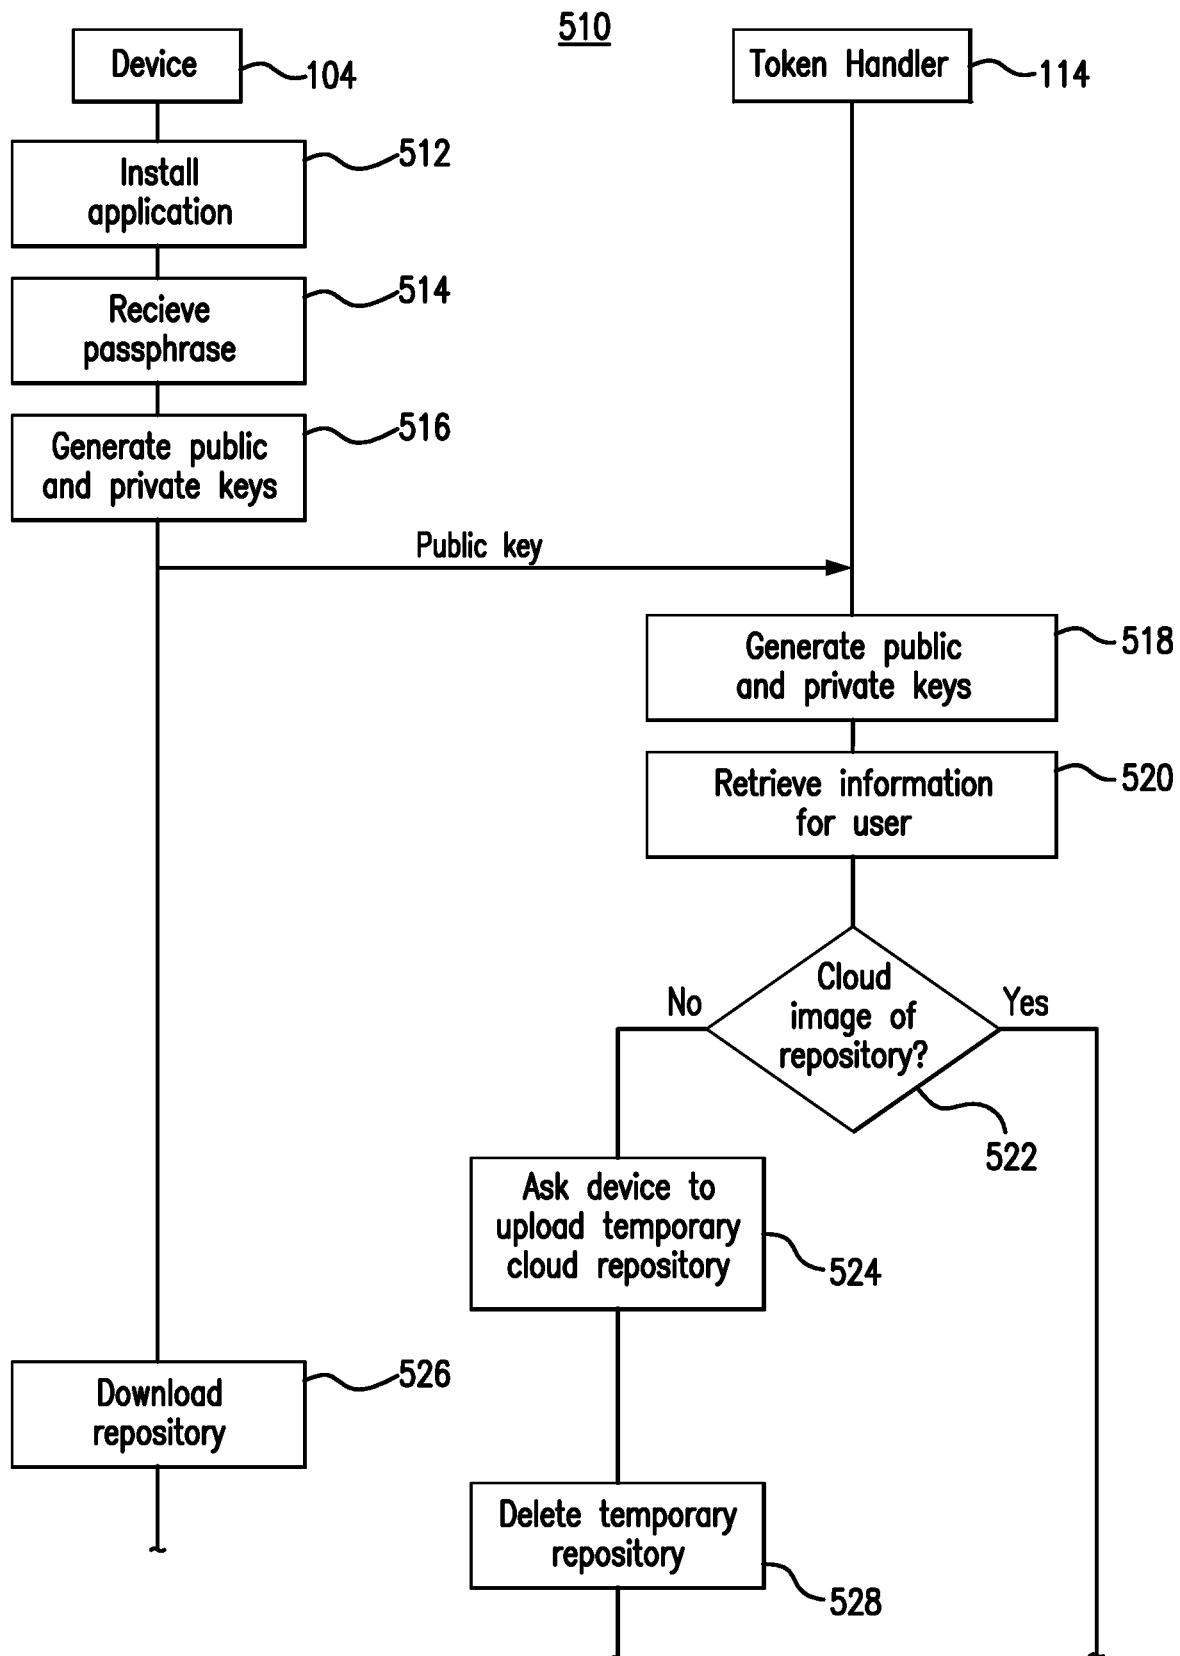 510
Device
104
Token Handler
114
Install
application
512
Recieve
passphrase
514
Generate public
and private keys
516
Public key
Generate public
and private keys
518
Retrieve information
for user
520
Cloud
image of
repository?
No
Yes
522
Ask device to
upload temporary
cloud repository
524
Download
repository
526
Delete temporary
repository
528